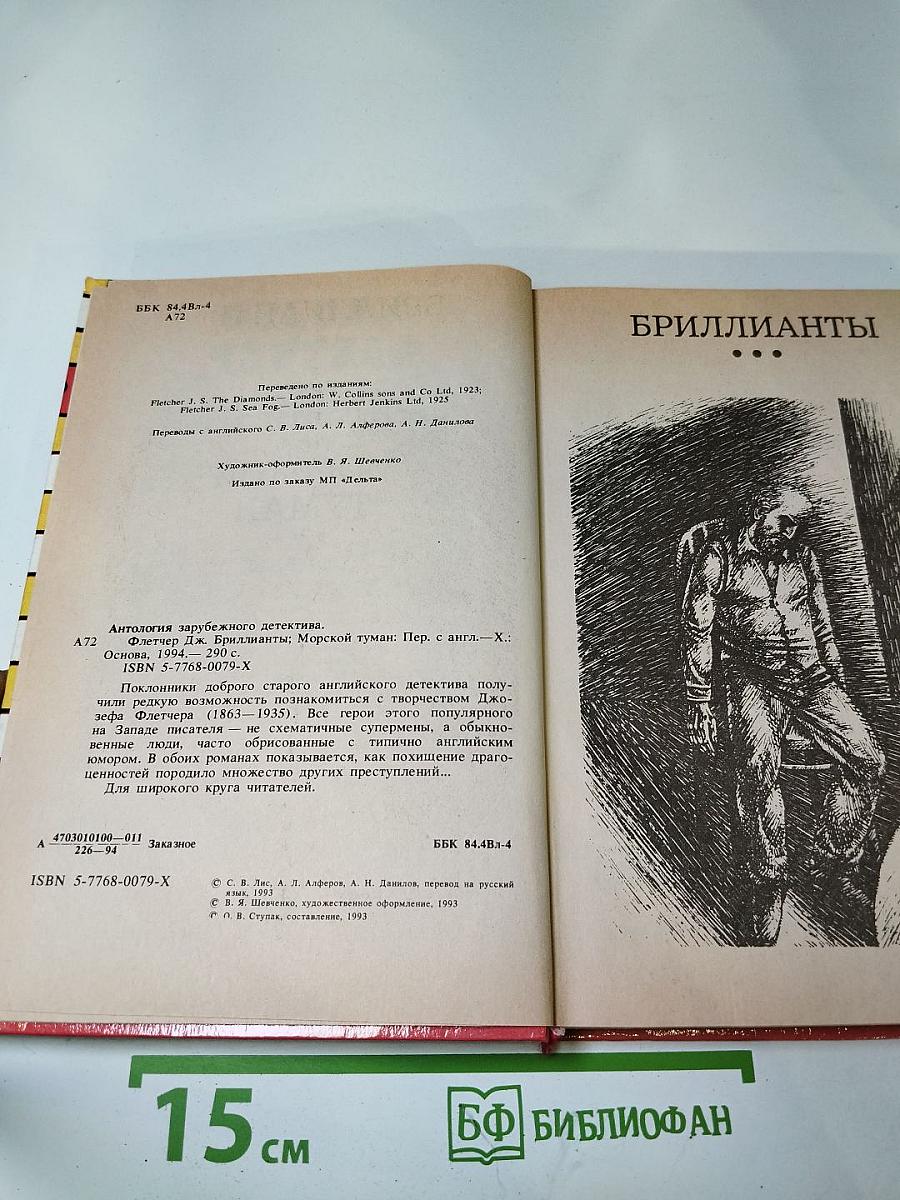 ББК 84.4Вл-4
А72
Переведено по изданиям:
Fletcher J. S. The Diamonds.— London: W. Collins sons and Co Ltd, 1923;
Fletcher J. S. Sea Fog.— London: Herbert Jenkins Ltd, 1925
Переводы с английского С. В. Лиса, А. Л. Алферова, А. Н. Данилова
Художник-оформитель В. Я. Шевченко
Издано по заказу МП «Дельта»
Антология зарубежного детектива.
А72 Флетчер Дж. Бриллианты; Морской туман: Пер. с англ.—Х.:
Основа, 1994.— 290 с.
ISBN 5-7768-0079-X
Поклонники доброго старого английского детектива полу-
чили редкую возможность познакомиться с творчеством Джо-
зефа Флетчера (1863—1935). Все герои этого популярного
на Западе писателя — не схематичные супермены, а обыкно-
венные люди, часто обрисованные с типично английским
юмором. В обоих романах показывается, как похищение драго-
ценностей породило множество других преступлений...
Для широкого круга читателей.
А 4703010100—011 Заказное ББК 84.4Вл-4
226—94
ISBN 5-7768-0079-X
© С. В. Лис, А. Л. Алферов, А. Н. Данилов, перевод на русский
язык, 1993
© В. Я. Шевченко, художественное оформление, 1993
© О. В. Ступак, составление, 1993
БРИЛЛИАНТЫ
15 см
БФ БИБЛИОФАН